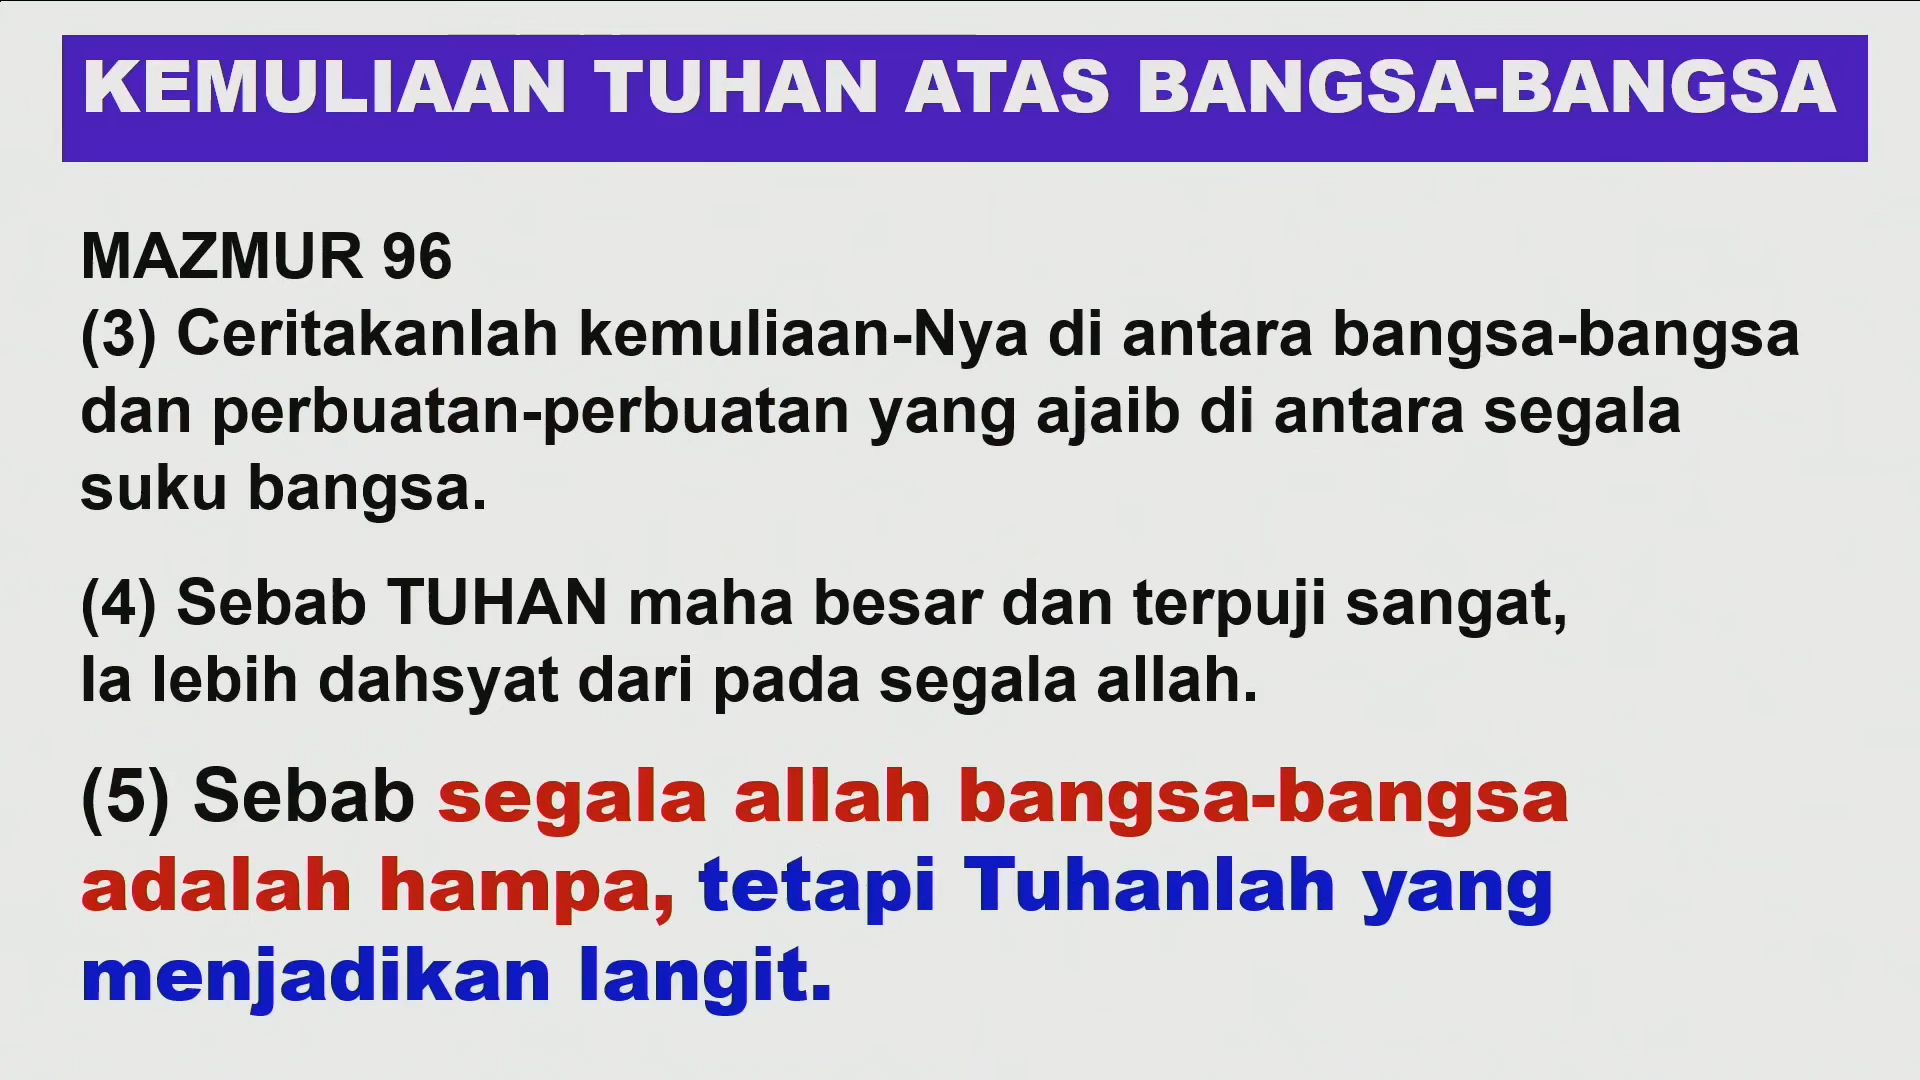 KEMULIAAN TUHAN ATAS BANGSA-BANGSA
MAZMUR 96
(3) Ceritakanlah kemuliaan-Nya di antara bangsa-bangsa
dan perbuatan-perbuatan yang ajaib di antara segala
suku bangsa.
(4) Sebab TUHAN maha besar dan terpuji sangat,
Ia lebih dahsyat dari pada segala allah.
(5) Sebab segala allah bangsa-bangsa
adalah hampa, tetapi Tuhanlah yang
menjadikan langit.